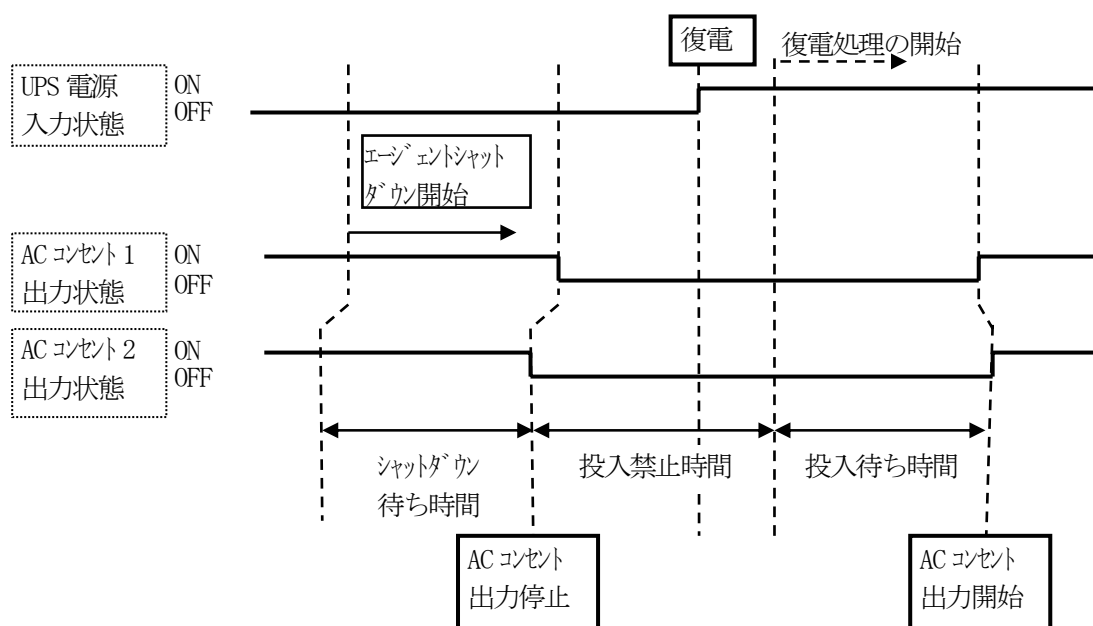 復電
復電処理の開始
UPS 電源
入力状態
ON
OFF
エージェントシャット
ダウン開始
AC コンセント 1
出力状態
ON
OFF
AC コンセント 2
出力状態
ON
OFF
シャットダウン
待ち時間
投入禁止時間
投入待ち時間
AC コンセント
出力停止
AC コンセント
出力開始